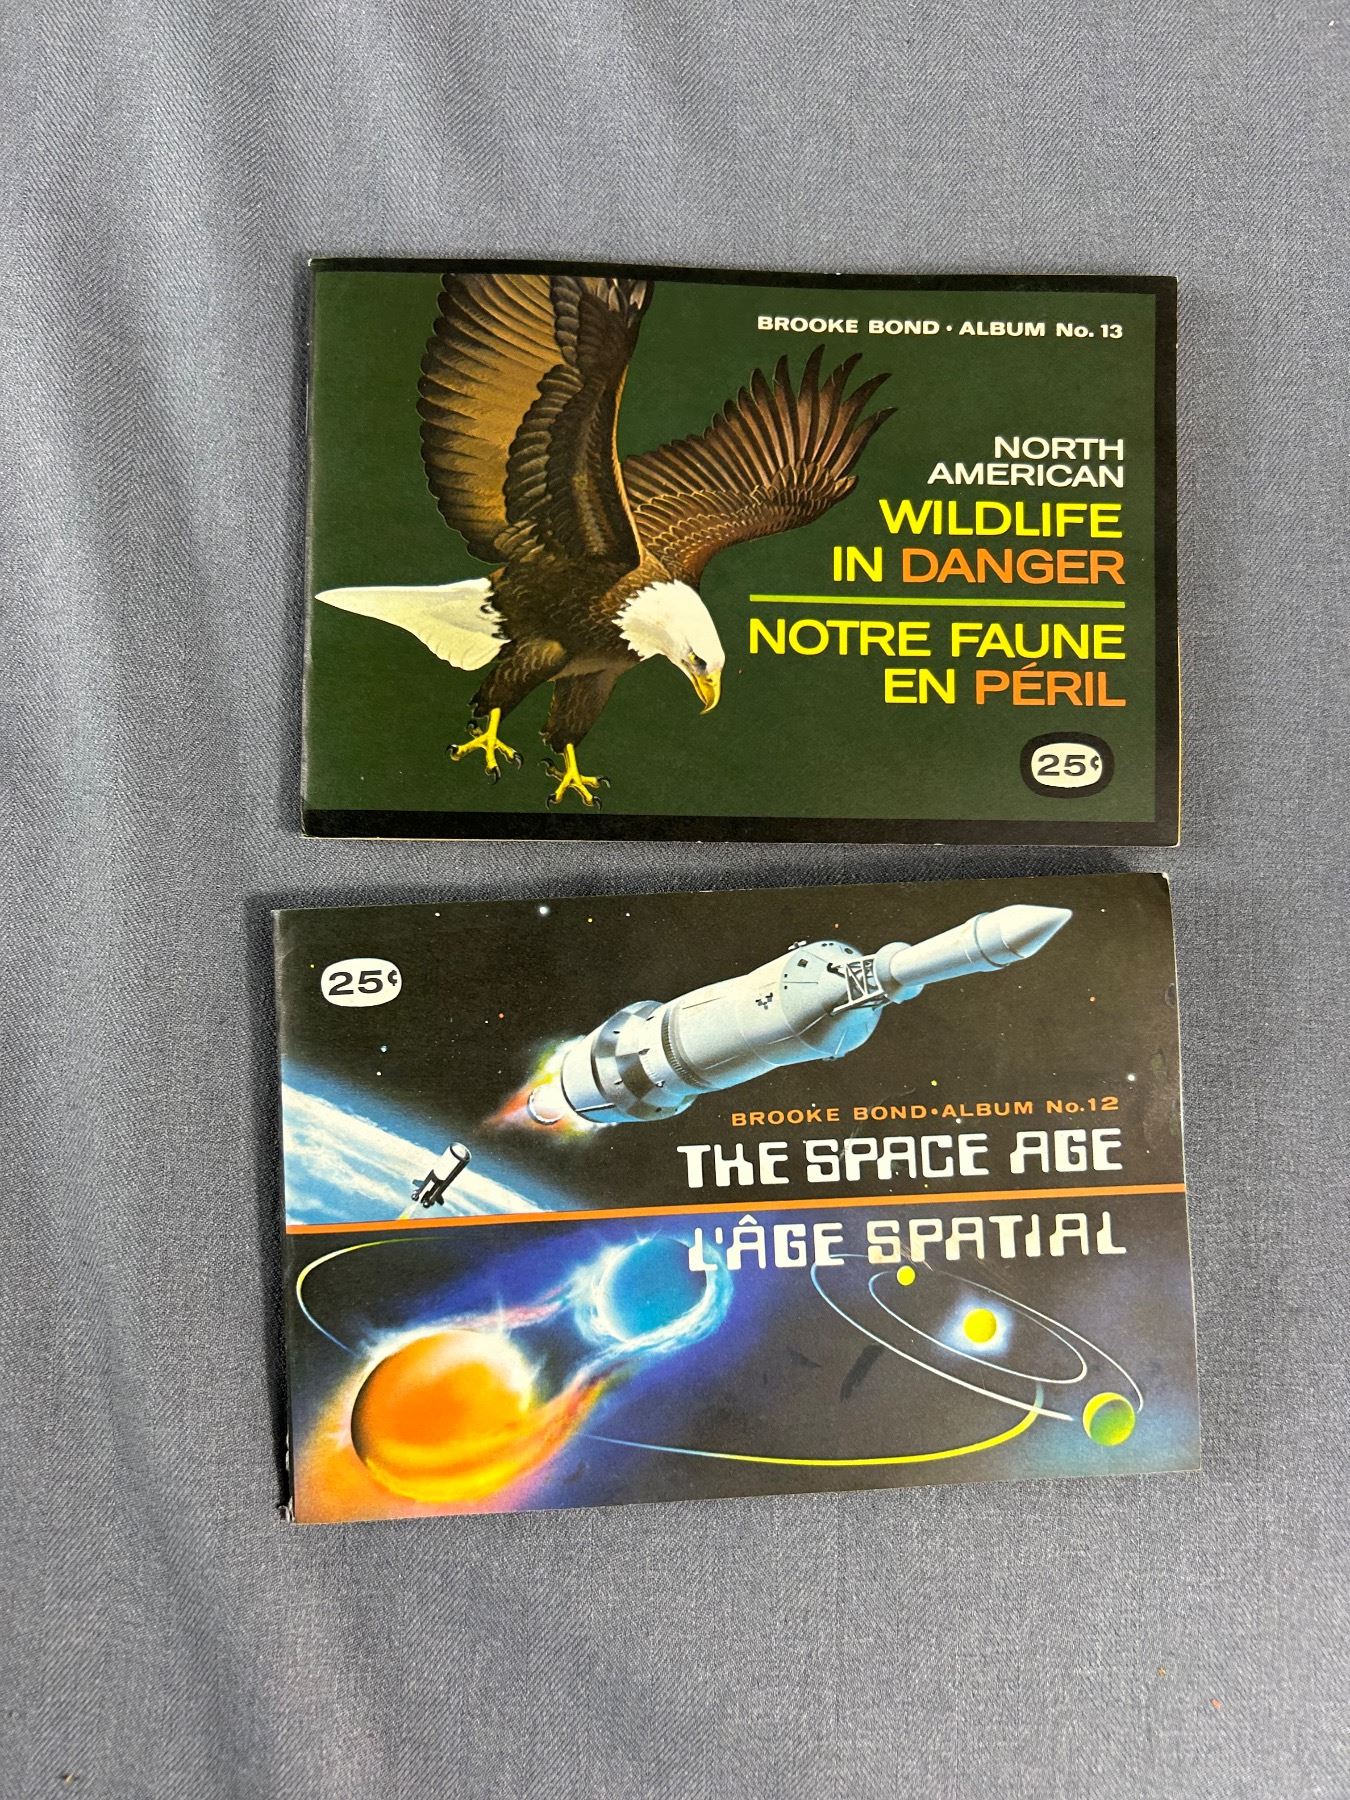 BROOKE BOND • ALBUM No. 13
NORTH
AMERICAN
WILDLIFE
IN DANGER
NOTRE FAUNE
EN PÉRIL
25¢
25¢
BROOKE BOND•ALBUM No.12
THE SPACE AGE
L'ÂGE SPATIAL